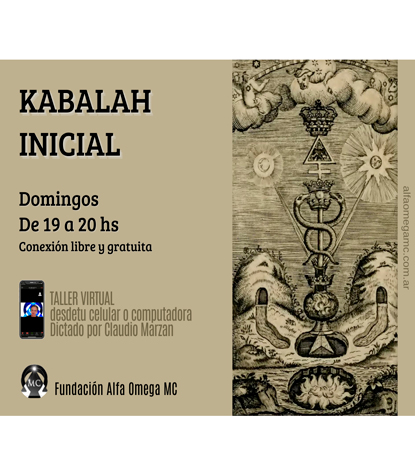 KABALAH
INICIAL
Domingos
De 19 a 20 hs
Conexión libre y gratuita
TALLER VIRTUAL
desdetu celular o computadora
Dictado por Claudio Marzan
MC
Fundación Alfa Omega MC
alfaomegamc.com.ar